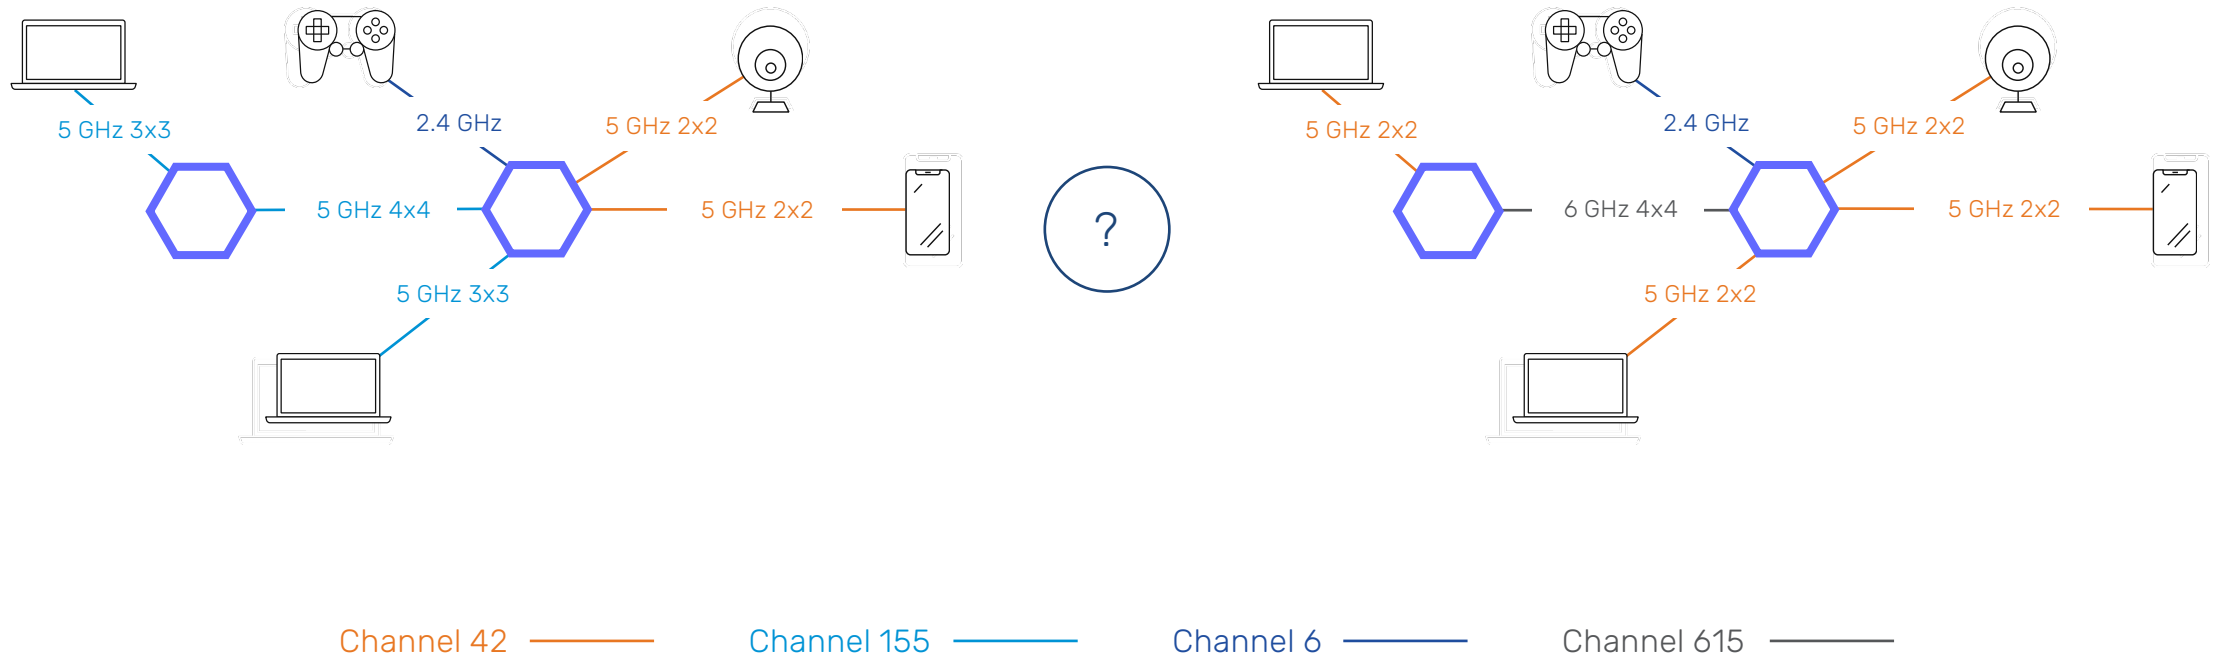 2.4 GHz
5 GHz 2x2
5 GHz 3x3
5 GHz 4x4
5 GHz 2x2
5 GHz 3x3
?
2.4 GHz
5 GHz 2x2
5 GHz 2x2
6 GHz 4x4
5 GHz 2x2
5 GHz 2x2
Channel 42
Channel 155
Channel 6
Channel 615